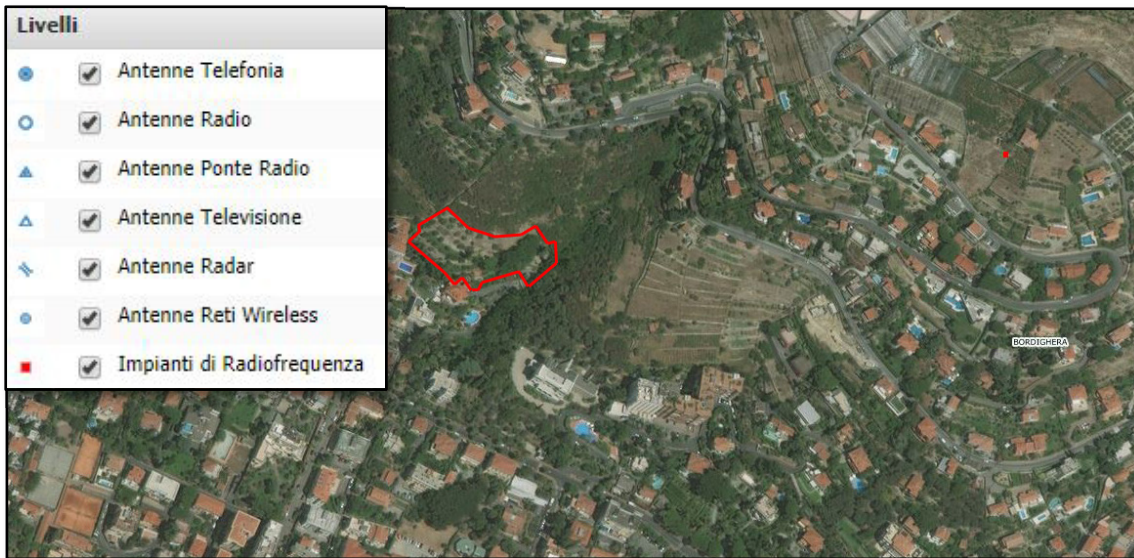 Livelli
Antenne Telefonia
Antenne Radio
Antenne Ponte Radio
Antenne Televisione
Antenne Radar
Antenne Reti Wireless
Impianti di Radiofrequenza
BORDIGHERA